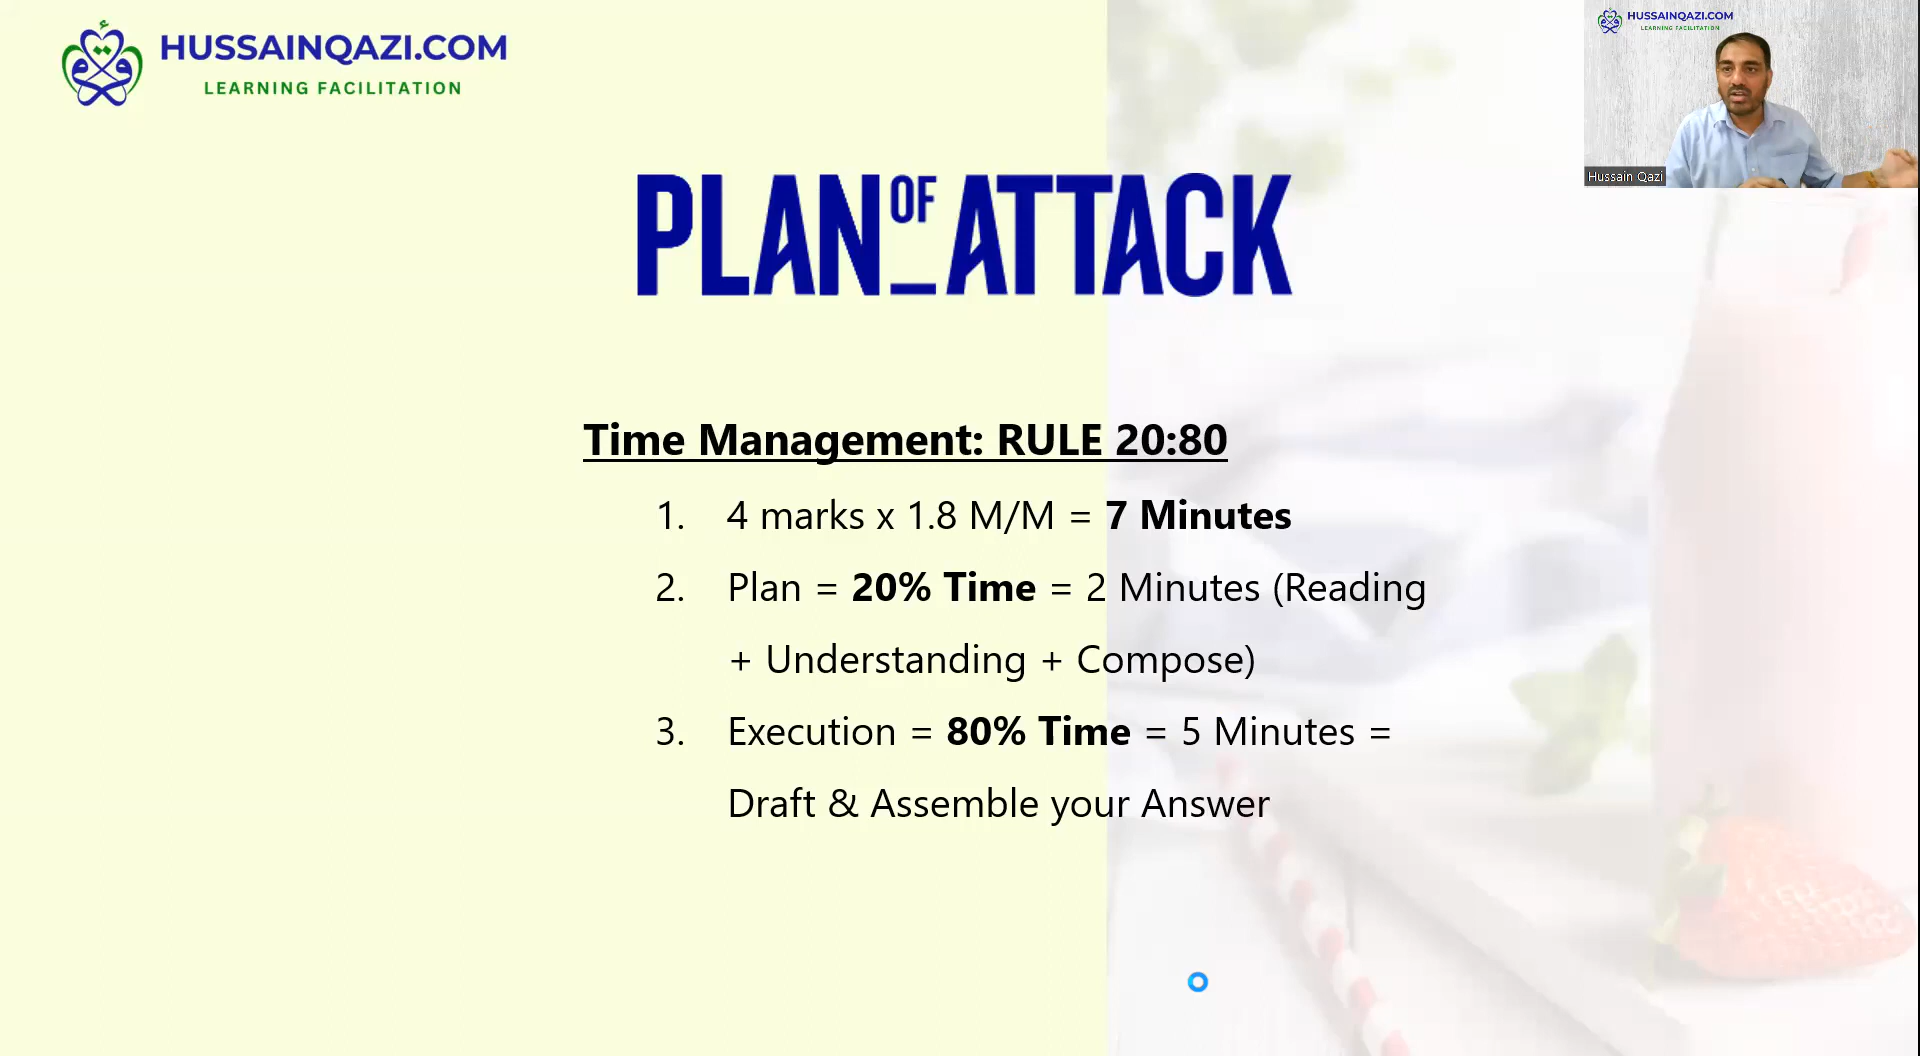 HUSSAINQAZI.COM
LEARNING FACILITATION
HUSSAINQAZI.COM
LEARNING FACILITATION
Hussain Qazi
PLAN OF ATTACK
Time Management: RULE 20:80
1. 4 marks x 1.8 M/M = 7 Minutes
2. Plan = 20% Time = 2 Minutes (Reading
+ Understanding + Compose)
3. Execution = 80% Time = 5 Minutes =
Draft & Assemble your Answer